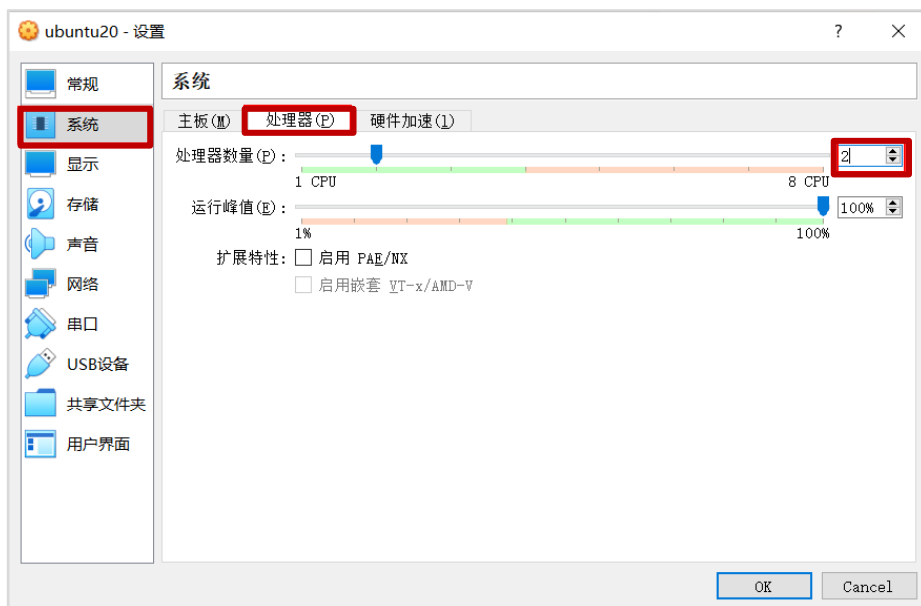 ubuntu20 - 设置
?
常规
系统
显示
存储
声音
网络
串口
USB设备
共享文件夹
用户界面
系统
主板(M) 处理器(P) 硬件加速(l)
处理器数量(P): 2
1 CPU 8 CPU
运行峰值(E): 100%
1% 100%
扩展特性: 启用 PAE/NX
启用嵌套 VT-x/AMD-V
OK Cancel